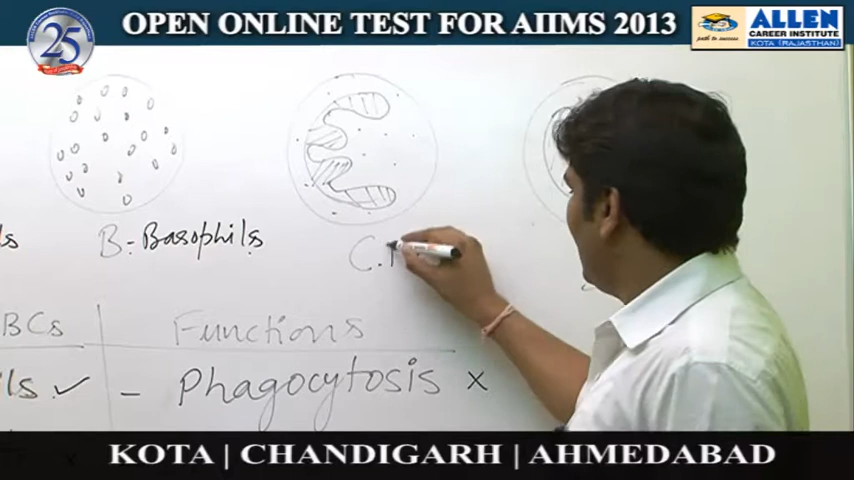 OPEN ONLINE TEST FOR AIIMS 2013
25
ALLEN
CAREER INSTITUTE
KOTA (RAJASTHAN)
ls B-Basophils C.
BCs Functions
ls ✓ - Phagocytosis ×
KOTA | CHANDIGARH | AHMEDABAD